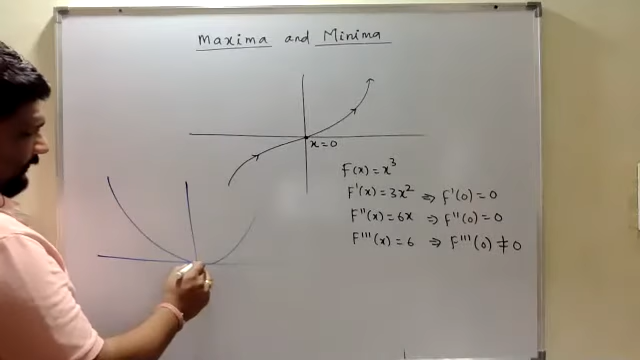 Maxima and Minima
x=0
F(x) = x³
F'(x) = 3x² ⇒ F'(0) = 0
F''(x) = 6x ⇒ F''(0) = 0
F'''(x) = 6 ⇒ F'''(0) ≠ 0